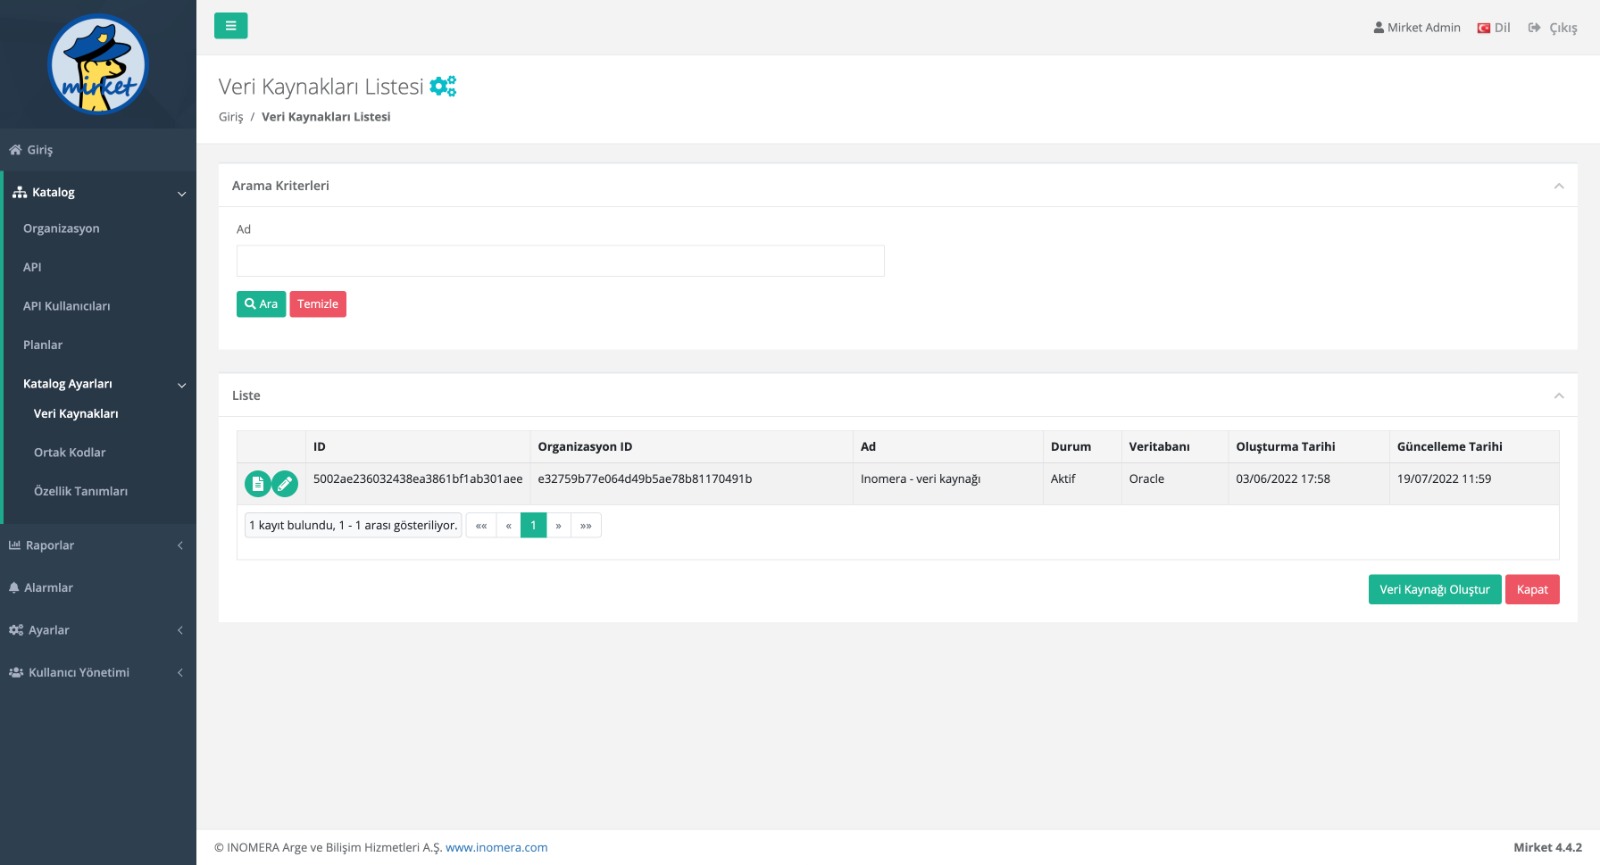 mirket
Mirket Admin Dil Çıkış
Veri Kaynakları Listesi
Giriş / Veri Kaynakları Listesi
Giriş
Katalog
Organizasyon
API
API Kullanıcıları
Planlar
Katalog Ayarları
Veri Kaynakları
Ortak Kodlar
Özellik Tanımları
Raporlar
Alarmlar
Ayarlar
Kullanıcı Yönetimi
Arama Kriterleri
Ad
Ara Temizle
Liste
ID Organizasyon ID Ad Durum Veritabanı Oluşturma Tarihi Güncelleme Tarihi
5002ae236032438ea3861bf1ab301aee e32759b77e064d49b5ae78b81170491b Inomera - veri kaynağı Aktif Oracle 03/06/2022 17:58 19/07/2022 11:59
1 kayıt bulundu, 1 - 1 arası gösteriliyor. «« « 1 » »»
Veri Kaynağı Oluştur Kapat
© INOMERA Arge ve Bilişim Hizmetleri A.Ş. www.inomera.com Mirket 4.4.2